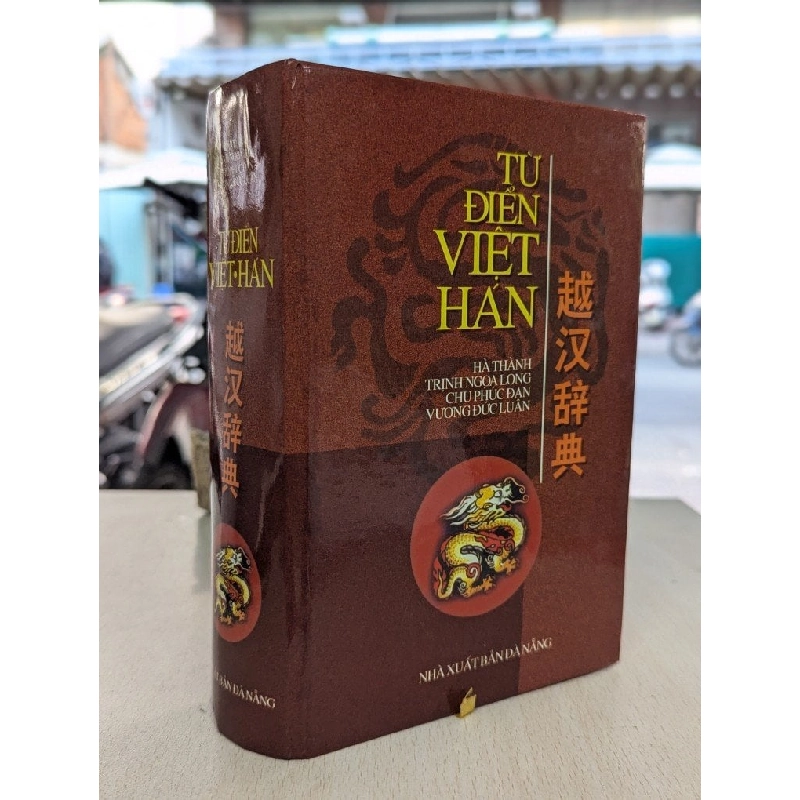 TỪ ĐIỂN
VIỆT-HÁN
越汉辞典
BẢN ĐÀ NẴNG
TỪ
ĐIỂN
VIỆT
HÁN
越汉辞典
HÀ THÀNH
TRỊNH NGỌA LONG
CHU PHÚC ĐAN
VƯƠNG ĐỨC LUÂN
NHÀ XUẤT BẢN ĐÀ NẴNG